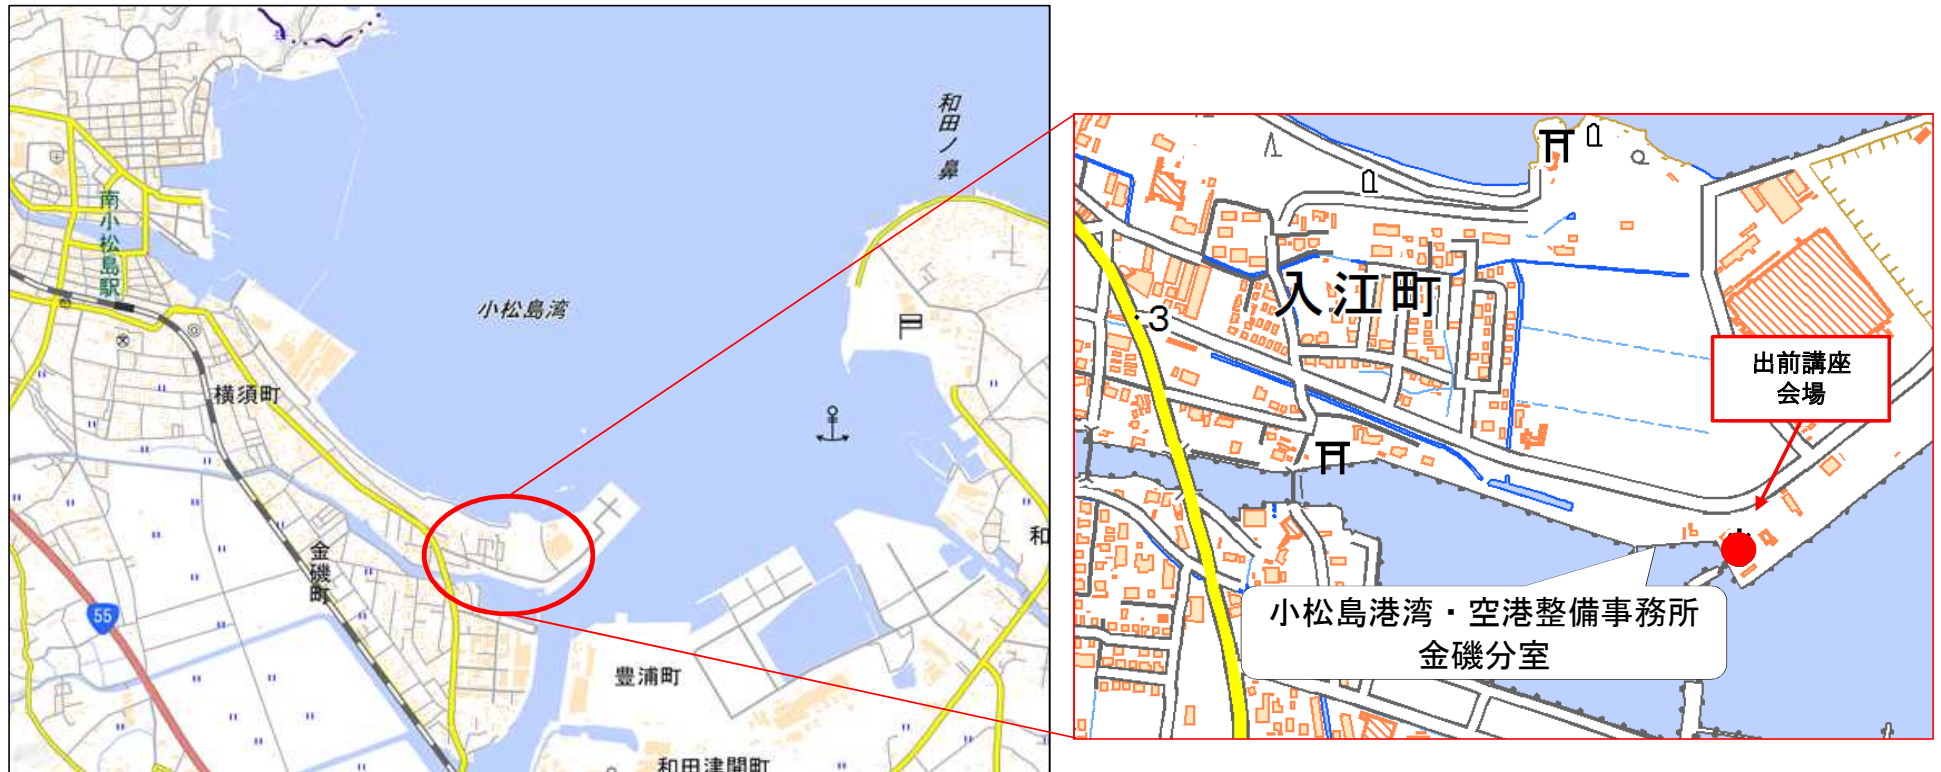 和田ノ鼻
南小松島駅
小松島湾
横須町
金磯町
55
豊浦町
和田津開町
和
入江町
3
出前講座
会場
小松島港湾・空港整備事務所
金磯分室